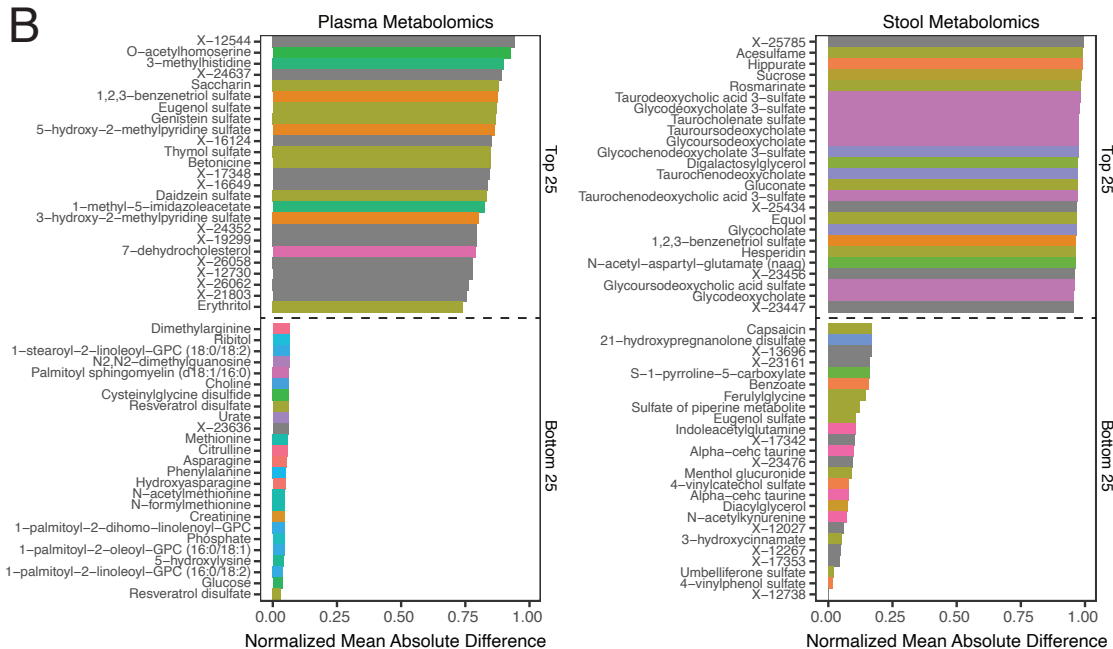 B
Plasma Metabolomics
X−12544
O−acetylhomoserine
3−methylhistidine
X−24637
Saccharin
1,2,3−benzenetriol sulfate
Eugenol sulfate
Genistein sulfate
5−hydroxy−2−methylpyridine sulfate
X−16124
Thymol sulfate
Betonicine
X−17348
X−16649
Daidzein sulfate
1−methyl−5−imidazoleacetate
3−hydroxy−2−methylpyridine sulfate
X−24352
X−19299
7−dehydrocholesterol
X−26058
X−12730
X−26062
X−21803
Erythritol
Top 25
Dimethylarginine
Ribitol
1−stearoyl−2−linoleoyl−GPC (18:0/18:2)
N2,N2−dimethylguanosine
Palmitoyl sphingomyelin (d18:1/16:0)
Choline
Cysteinylglycine disulfide
Resveratrol disulfate
Urate
X−23636
Methionine
Citrulline
Asparagine
Phenylalanine
Hydroxyasparagine
N−acetylmethionine
N−formylmethionine
Creatinine
1−palmitoyl−2−dihomo−linolenoyl−GPC
Phosphate
1−palmitoyl−2−oleoyl−GPC (16:0/18:1)
5−hydroxylysine
1−palmitoyl−2−linoleoyl−GPC (16:0/18:2)
Glucose
Resveratrol disulfate
Bottom 25
0.00 0.25 0.50 0.75 1.00
Normalized Mean Absolute Difference
Stool Metabolomics
X−25785
Acesulfame
Hippurate
Sucrose
Rosmarinate
Taurodeoxycholic acid 3−sulfate
Glycodeoxycholate 3−sulfate
Taurocholenate sulfate
Tauroursodeoxycholate
Glycoursodeoxycholate
Glycochenodeoxycholate 3−sulfate
Digalactosylglycerol
Taurochenodeoxycholate
Gluconate
Taurochenodeoxycholic acid 3−sulfate
X−25434
Equol
Glycocholate
1,2,3−benzenetriol sulfate
Hesperidin
N−acetyl−aspartyl−glutamate (naag)
X−23456
Glycoursodeoxycholic acid sulfate
Glycodeoxycholate
X−23447
Top 25
Capsaicin
21−hydroxypregnanolone disulfate
X−13696
X−23161
S−1−pyrroline−5−carboxylate
Benzoate
Ferulylglycine
Sulfate of piperine metabolite
Eugenol sulfate
Indoleacetylglutamine
X−17342
Alpha−cehc taurine
X−23476
Menthol glucuronide
4−vinylcatechol sulfate
Alpha−cehc taurine
Diacylglycerol
N−acetylkynurenine
X−12027
3−hydroxycinnamate
X−12267
X−17353
Umbelliferone sulfate
4−vinylphenol sulfate
X−12738
Bottom 25
0.00 0.25 0.50 0.75 1.00
Normalized Mean Absolute Difference